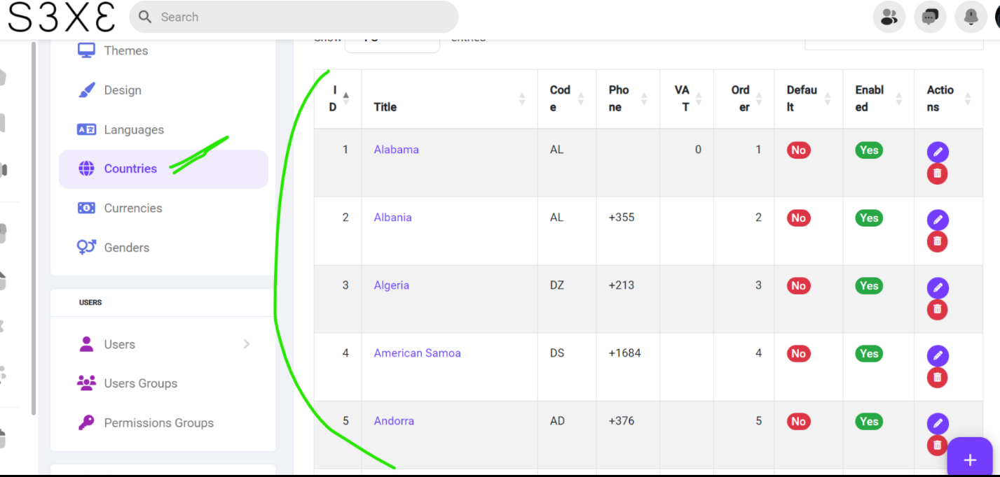 S3XƐ
Search
Themes
Design
Languages
Countries
Currencies
Genders
USERS
Users
Users Groups
Permissions Groups
entries
ID Title Code Phone VAT Order Default Enabled Actions
1 Alabama AL 0 1 No Yes
2 Albania AL +355 2 No Yes
3 Algeria DZ +213 3 No Yes
4 American Samoa DS +1684 4 No Yes
5 Andorra AD +376 5 No Yes